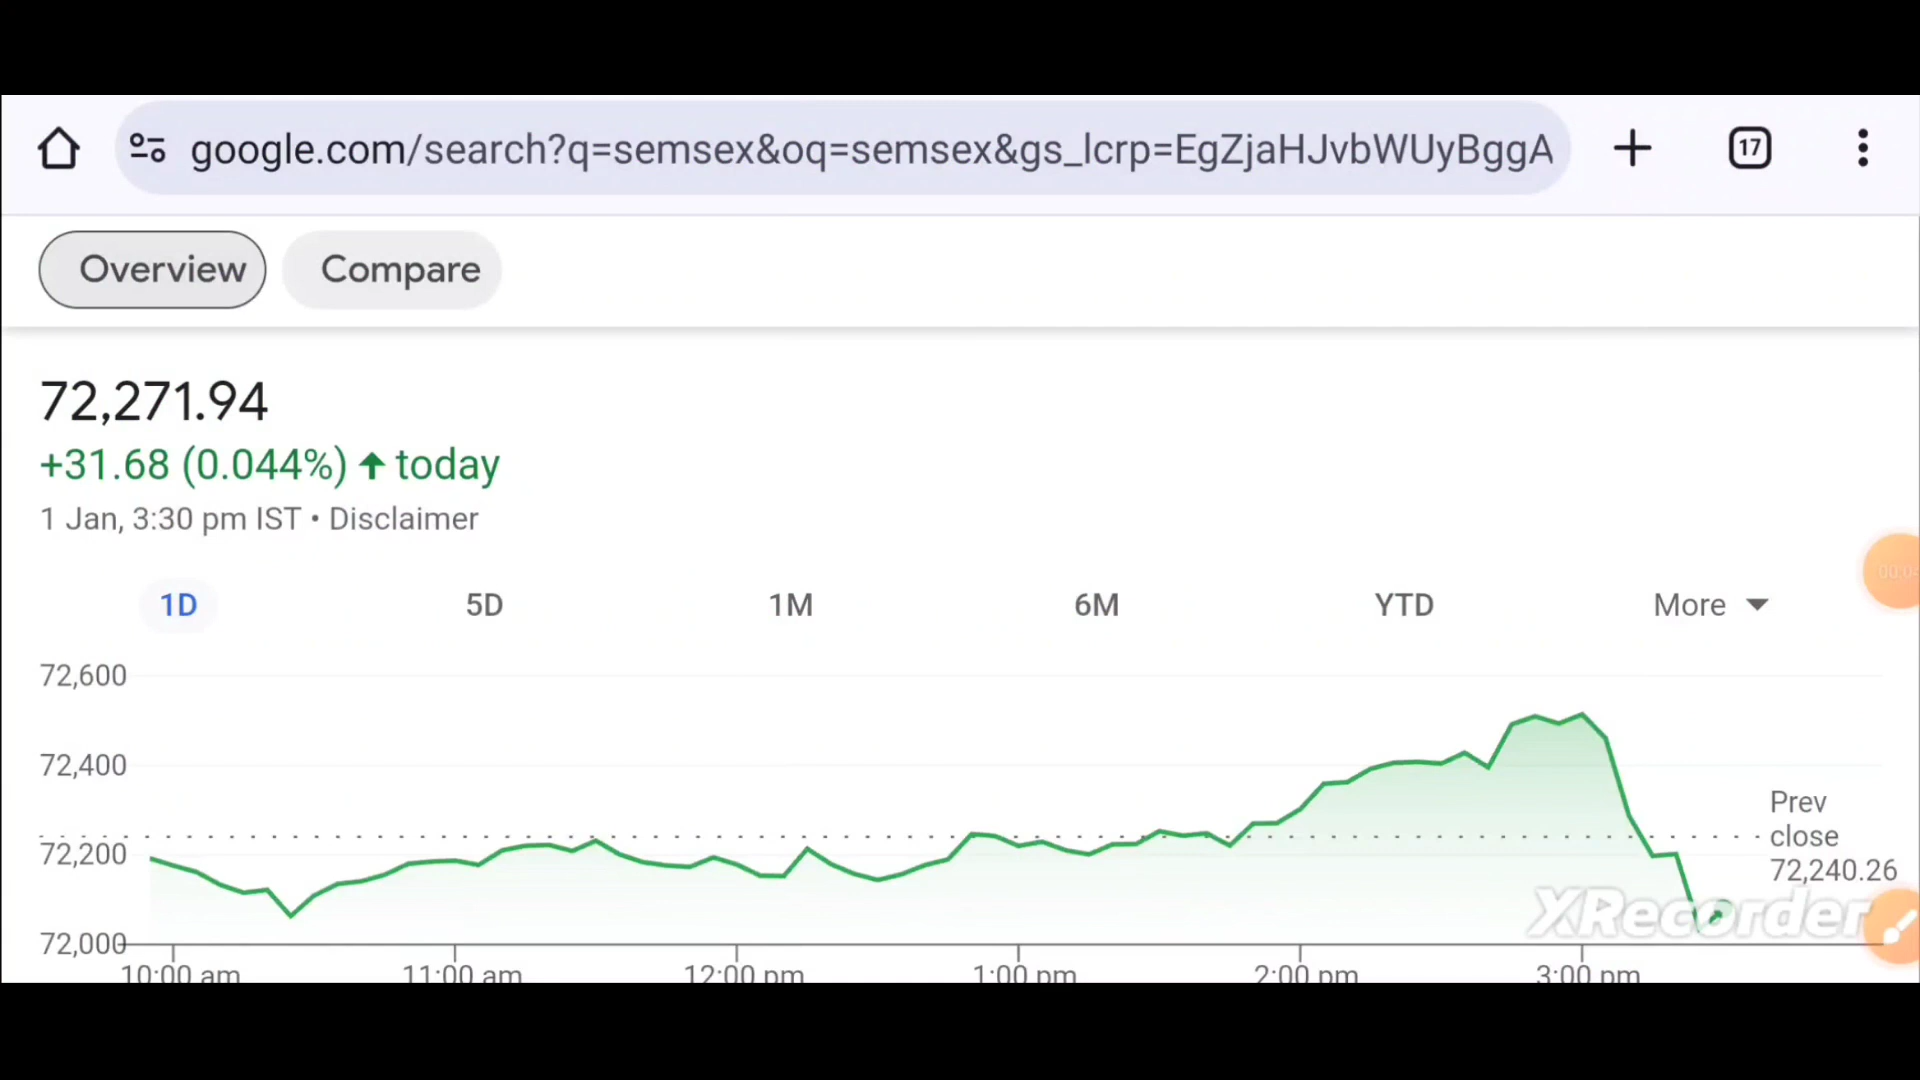 google.com/search?q=semsex&oq=semsex&gs_lcrp=EgZjaHJvbWUyBggA
17
Overview
Compare
72,271.94
+31.68 (0.044%) ↑ today
1 Jan, 3:30 pm IST • Disclaimer
1D
5D
1M
6M
YTD
More
72,600
72,400
72,200
72,000
Prev
close
72,240.26
XRecorder
10:00 am
11:00 am
12:00 pm
1:00 pm
2:00 pm
3:00 pm